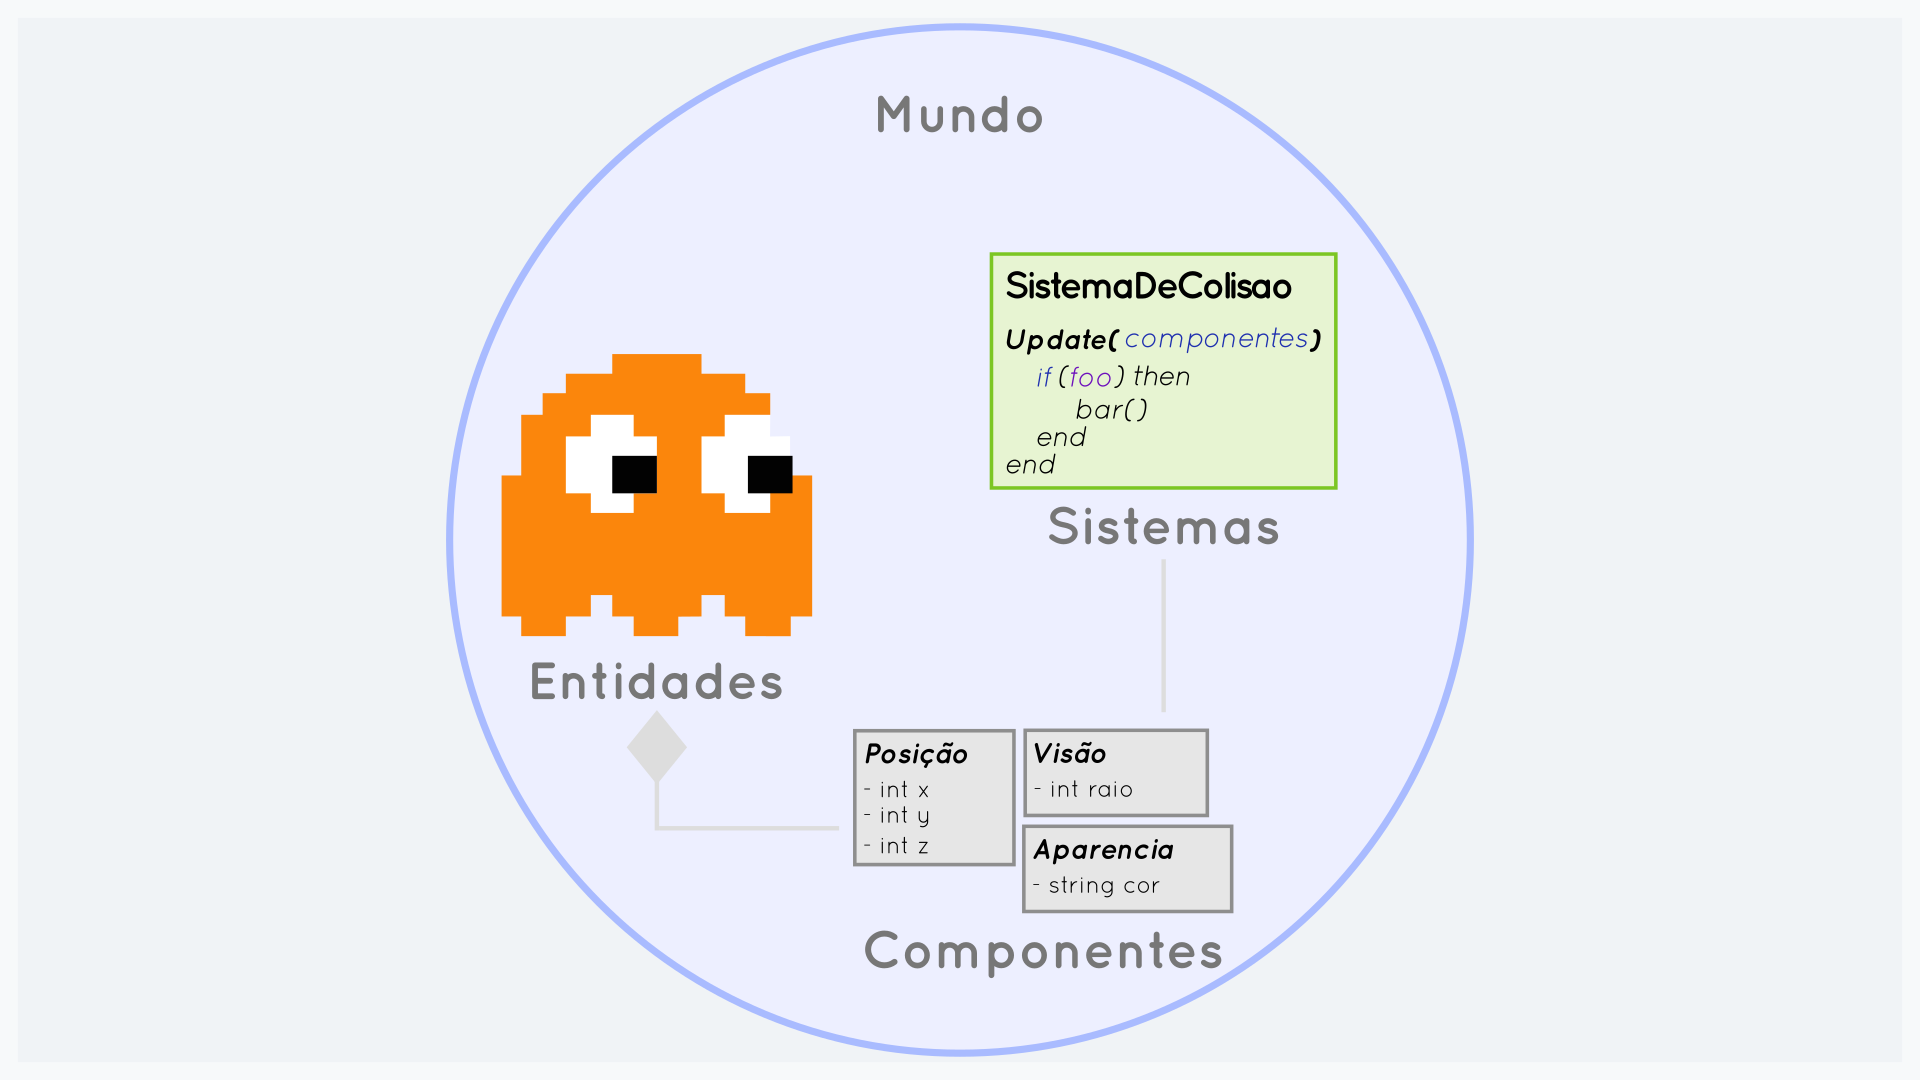 Mundo
SistemaDeColisao
Update(componentes)
if (foo) then
bar()
end
end
Sistemas
Entidades
Posição
- int x
- int y
- int z
Visão
- int raio
Aparencia
- string cor
Componentes